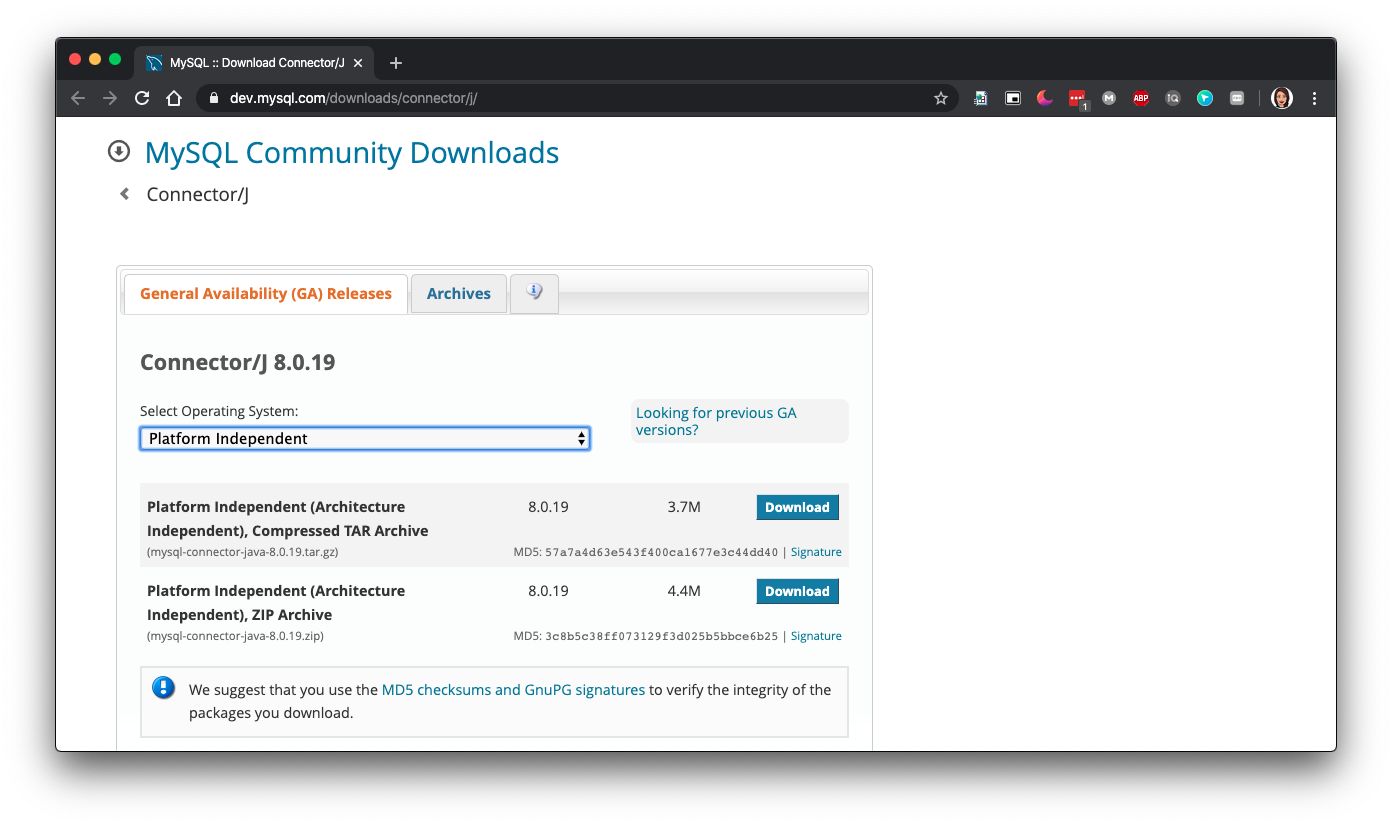 MySQL :: Download Connector/J
dev.mysql.com/downloads/connector/j/
1
M
ABP
IQ
MySQL Community Downloads
Connector/J
General Availability (GA) Releases
Archives
Connector/J 8.0.19
Select Operating System:
Looking for previous GA
versions?
Platform Independent
Platform Independent (Architecture
Independent), Compressed TAR Archive
8.0.19
3.7M
Download
(mysql-connector-java-8.0.19.tar.gz)
MD5: 57a7a4d63e543f400ca1677e3c44dd40 | Signature
Platform Independent (Architecture
Independent), ZIP Archive
8.0.19
4.4M
Download
(mysql-connector-java-8.0.19.zip)
MD5: 3c8b5c38ff073129f3d025b5bbce6b25 | Signature
We suggest that you use the MD5 checksums and GnuPG signatures to verify the integrity of the
packages you download.